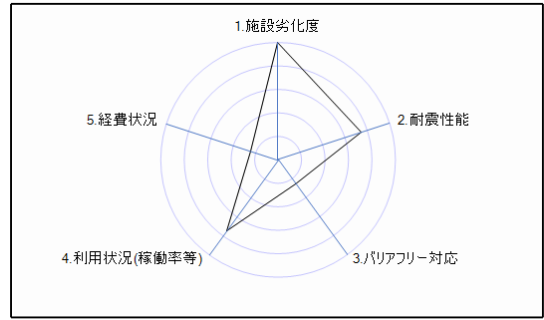 1.施設劣化度
2.耐震性能
5.経費状況
4.利用状況(稼働率等)
3.バリアフリー対応